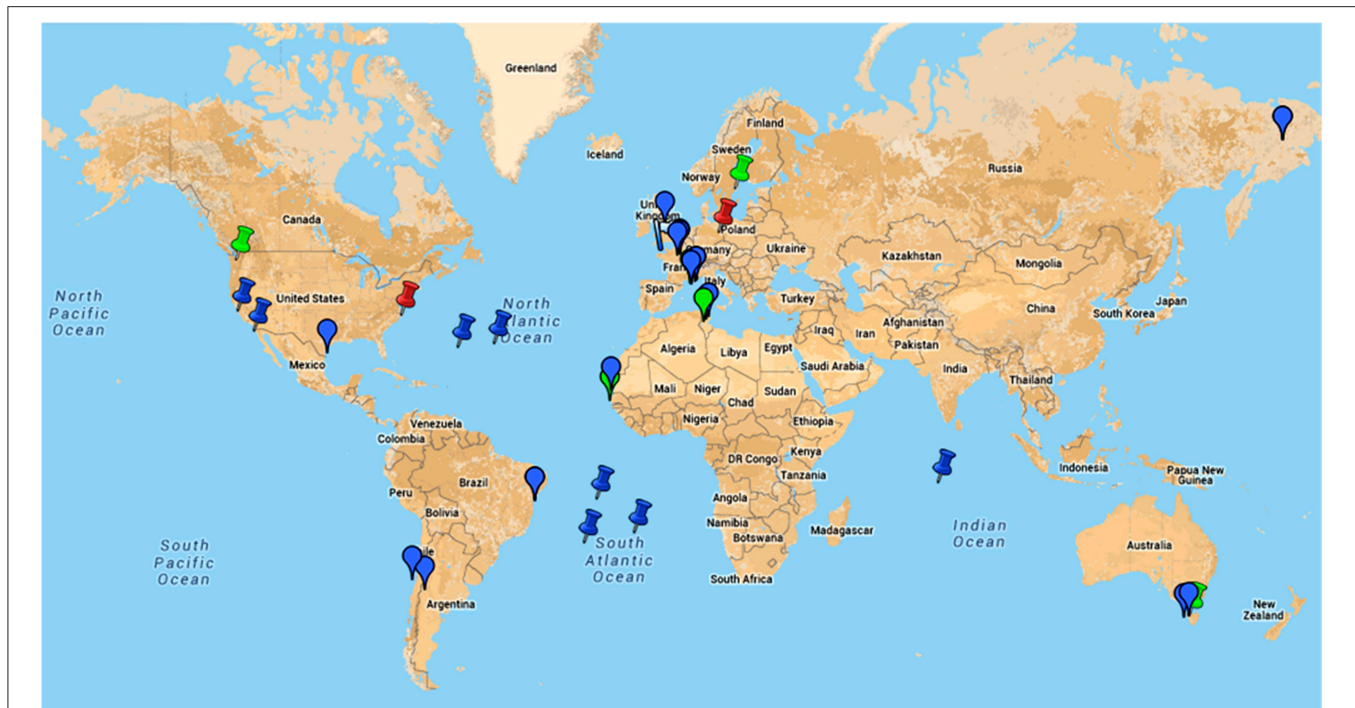 Greenland
Finland
Iceland
Sweden
Russia
Norway
Canada
Kingdom
Poland
Ukraine
Kazakhstan
Mongolia
North
Pacific
Ocean
United States
North
Ocean
Spain
Italy
Turkey
China
Japan
South Korea
Afghanistan
Iraq
Iran
Pakistan
Mexico
Algeria
Libya
Egypt
Saudi Arabia
India
Thailand
Mali
Niger
Chad
Sudan
Nigeria
Ethiopia
Venezuela
Colombia
DR Congo
Kenya
Tanzania
Indonesia
Papua New
Guinea
Peru
Brazil
Bolivia
Angola
Namibia
Botswana
Madagascar
South
Pacific
Ocean
South
Atlantic
Ocean
Indian
Ocean
Australia
South Africa
Argentina
New
Zealand